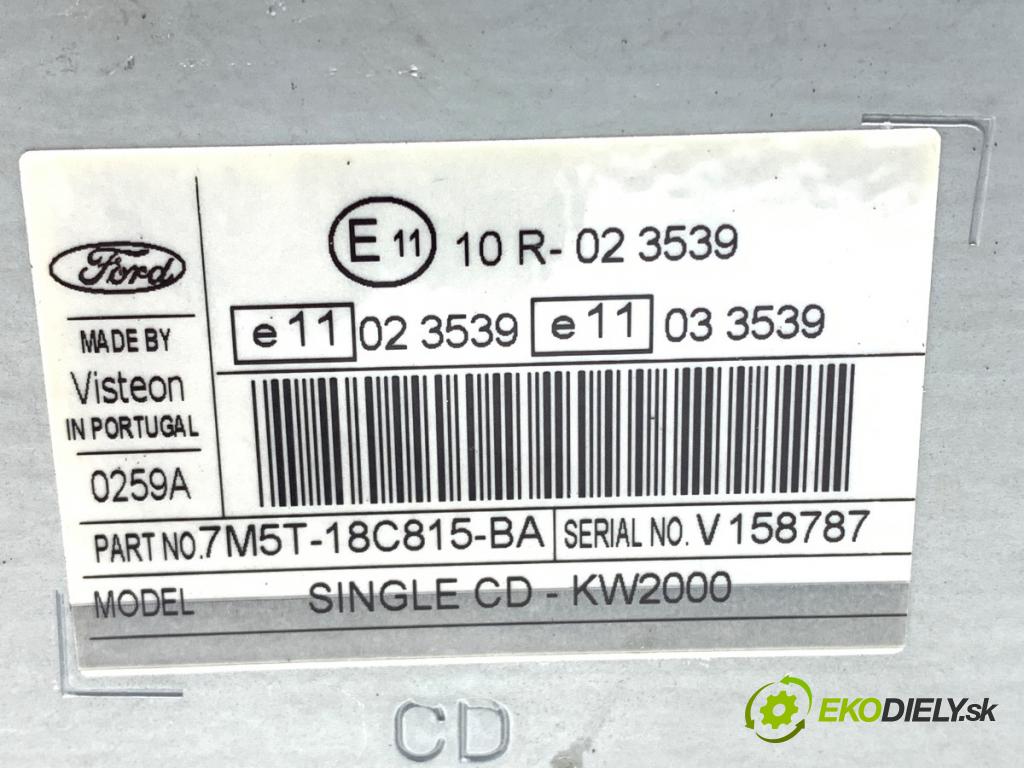 E 11 10 R- 02 3539
Ford
e 11 02 3539 e 11 03 3539
MADE BY
Visteon
IN PORTUGAL
0259A
PART NO. 7M5T-18C815-BA SERIAL NO. V 158787
MODEL SINGLE CD - KW2000
CD
EKODIELY.sk